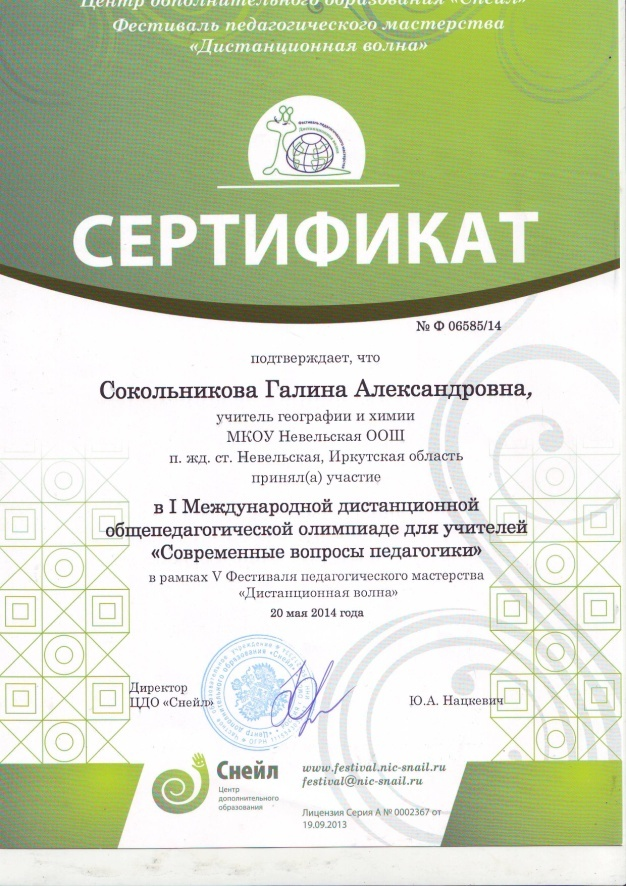 Центр дополнительного образования «Снейл»
Фестиваль педагогического мастерства
«Дистанционная волна»
СЕРТИФИКАТ
№ Ф 06585/14
подтверждает, что
Сокольникова Галина Александровна,
учитель географии и химии
МКОУ Невельская ООШ
п. жд. ст. Невельская, Иркутская область
принял(а) участие
в I Международной дистанционной
общепедагогической олимпиаде для учителей
«Современные вопросы педагогики»
в рамках V Фестиваля педагогического мастерства
«Дистанционная волна»
20 мая 2014 года
Директор
ЦДО «Снейл»
Ю.А. Нацкевич
Снейл
Центр
дополнительного
образования
www.festival.nic-snail.ru
festival@nic-snail.ru
Лицензия Серия А № 0002367 от
19.09.2013